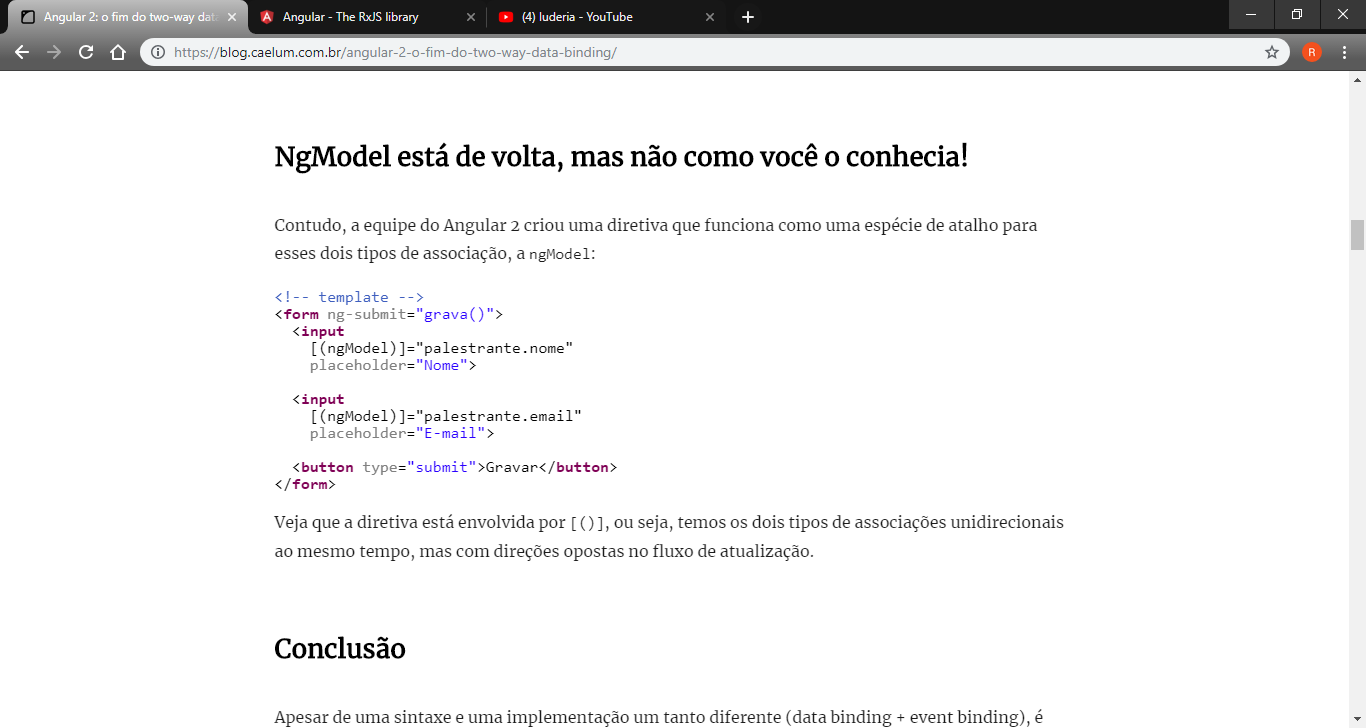 Angular 2: o fim do two-way dat
Angular - The RxJS library
(4) luderia - YouTube
https://blog.caelum.com.br/angular-2-o-fim-do-two-way-data-binding/
R
NgModel está de volta, mas não como você o conhecia!
Contudo, a equipe do Angular 2 criou uma diretiva que funciona como uma espécie de atalho para
esses dois tipos de associação, a ngModel:
<!-- template -->
<form ng-submit="grava()">
  <input
    [(ngModel)]="palestrante.nome"
    placeholder="Nome">
  <input
    [(ngModel)]="palestrante.email"
    placeholder="E-mail">
  <button type="submit">Gravar</button>
</form>
Veja que a diretiva está envolvida por [()], ou seja, temos os dois tipos de associações unidirecionais
ao mesmo tempo, mas com direções opostas no fluxo de atualização.
Conclusão
Apesar de uma sintaxe e uma implementação um tanto diferente (data binding + event binding), é